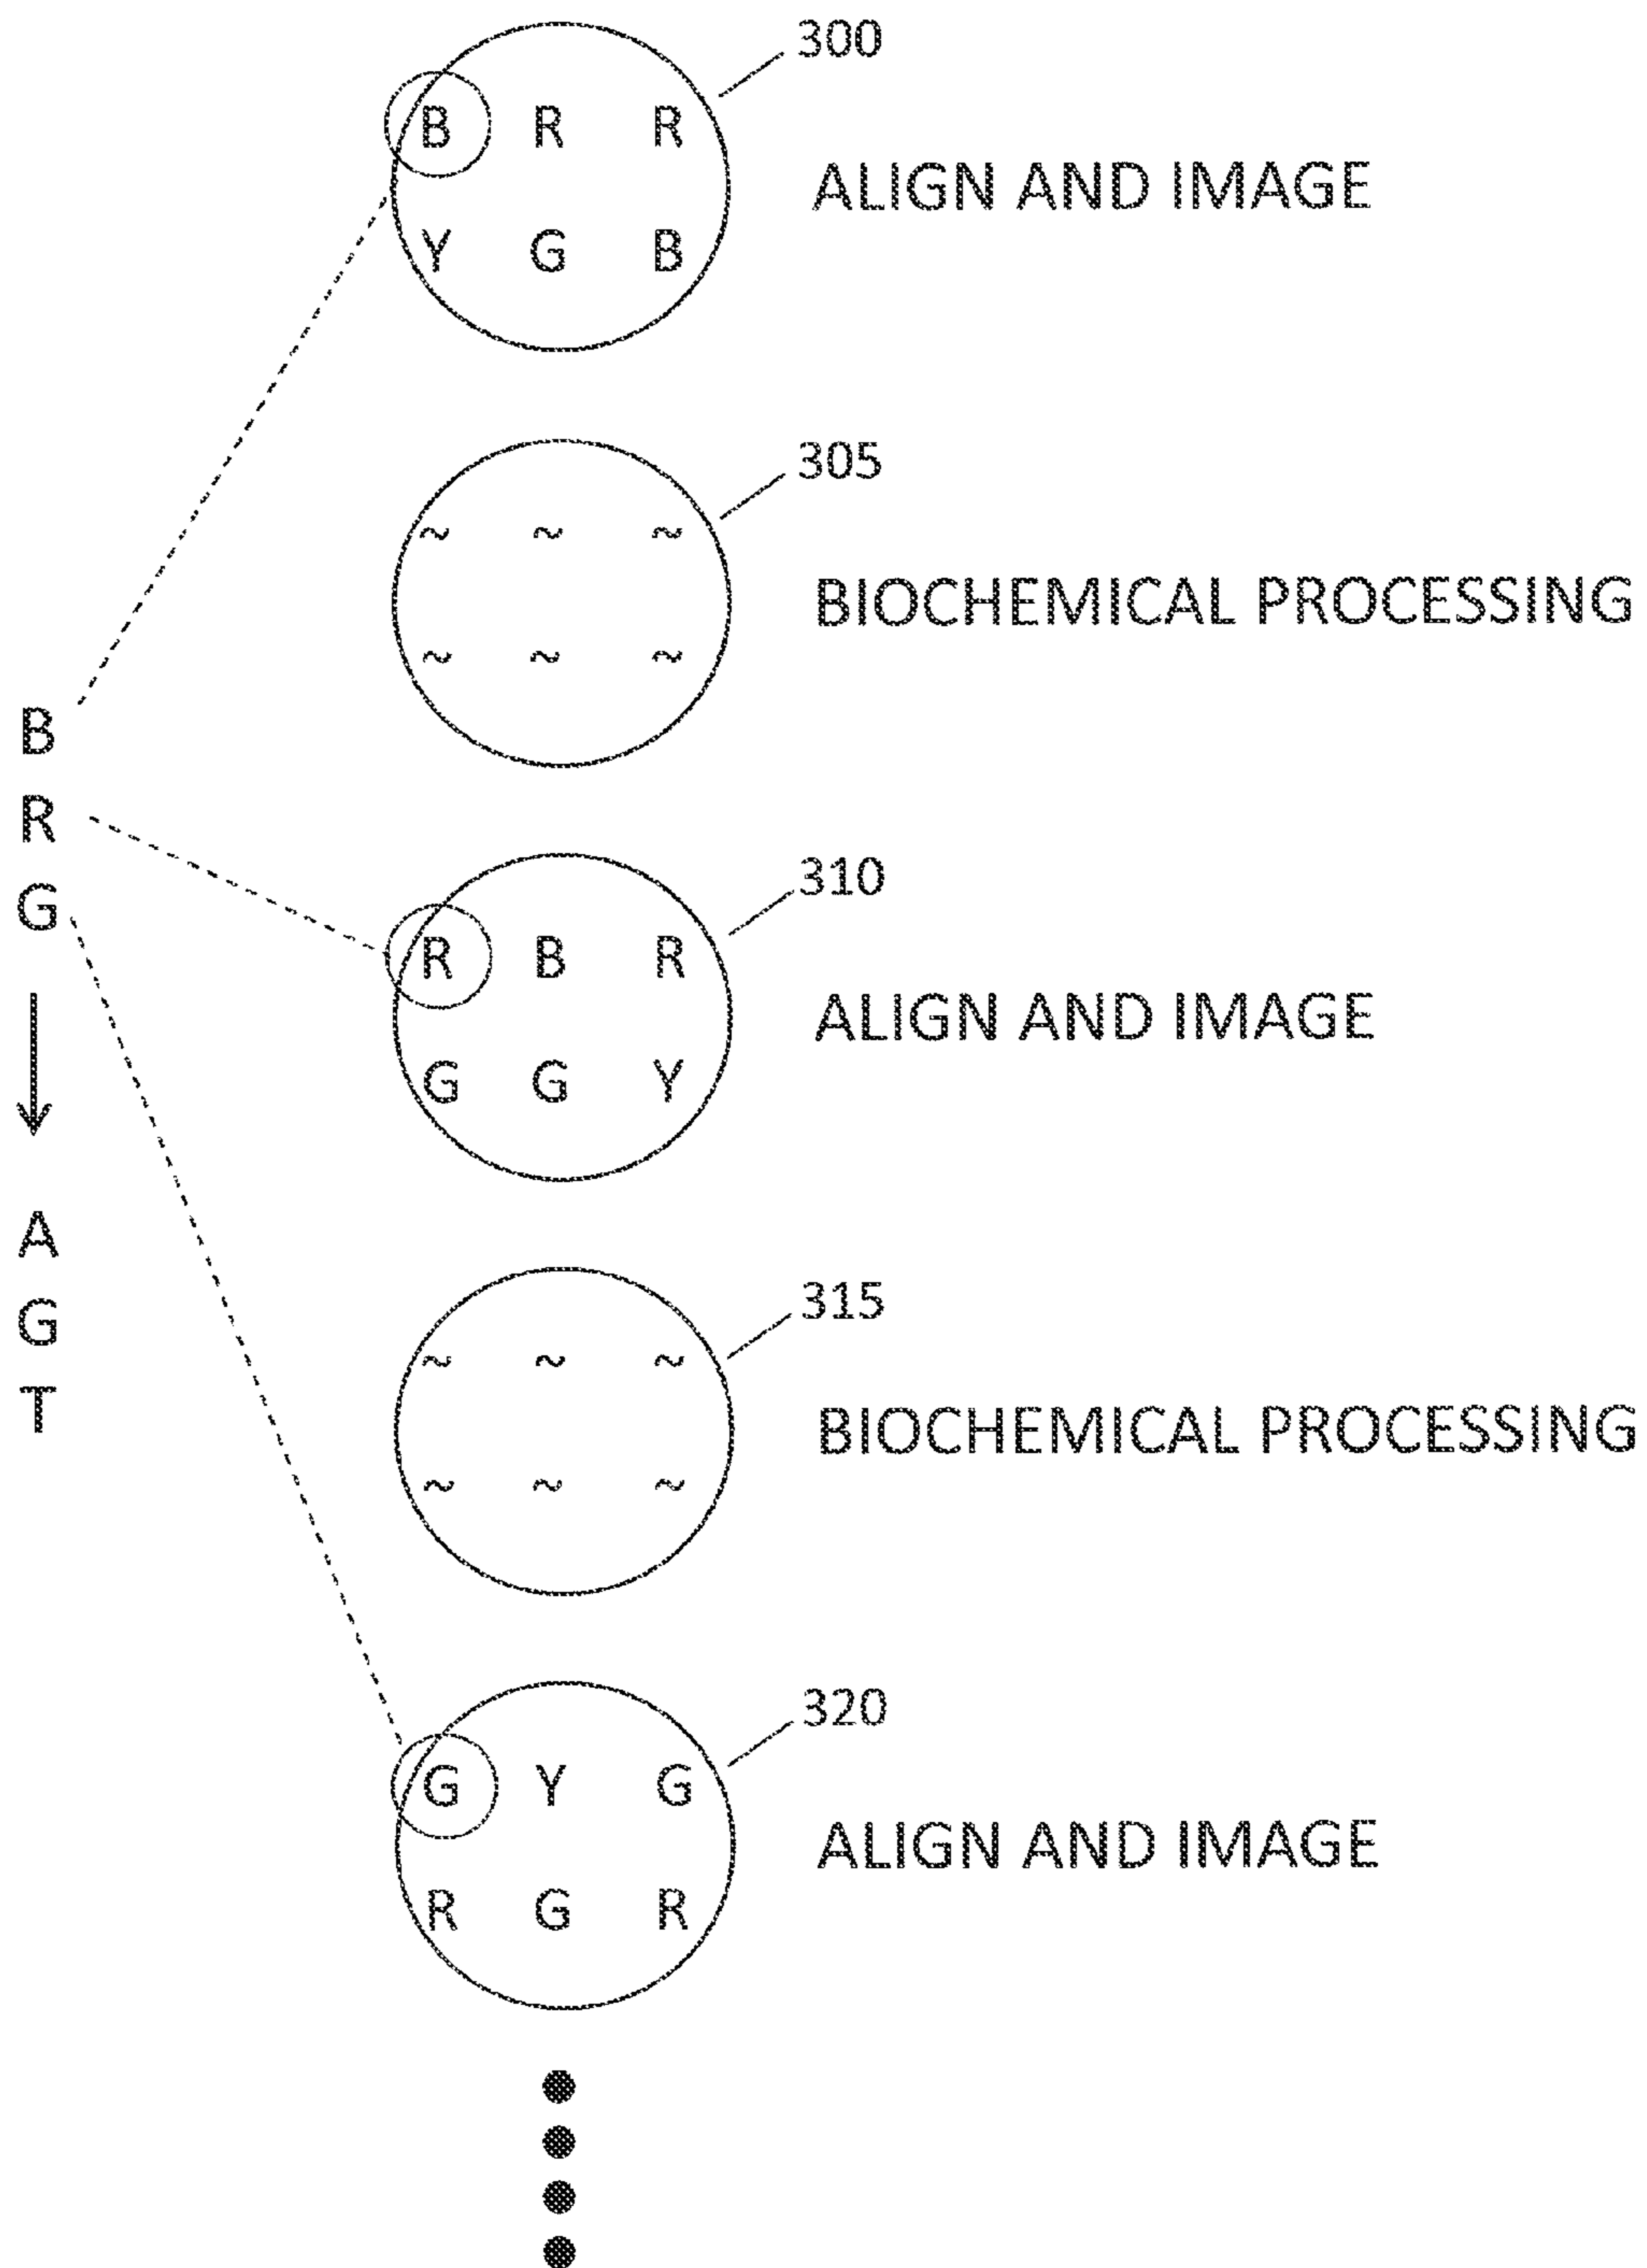 300
B R R
ALIGN AND IMAGE
Y G B
305
~ ~ ~
BIOCHEMICAL PROCESSING
~ ~ ~
B
R
G
310
R B R
ALIGN AND IMAGE
G G Y
A
G
T
315
~ ~ ~
BIOCHEMICAL PROCESSING
~ ~ ~
320
G Y G
ALIGN AND IMAGE
R G R